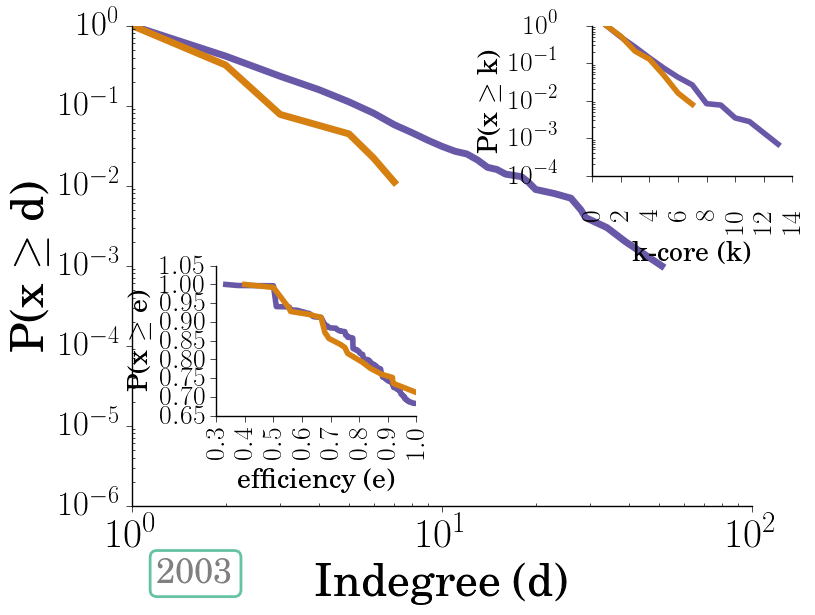 10^0
10^-1
10^-2
10^-3
10^-4
10^-5
10^-6
P(x ≥ d)
10^0 10^1 10^2
Indegree (d)
2003
10^0
10^-1
10^-2
10^-3
10^-4
P(x ≥ k)
0 2 4 6 8 10 12 14
k-core (k)
1.05
1.00
0.95
0.90
0.85
0.80
0.75
0.70
0.65
P(x ≥ e)
0.3 0.4 0.5 0.6 0.7 0.8 0.9 1.0
efficiency (e)